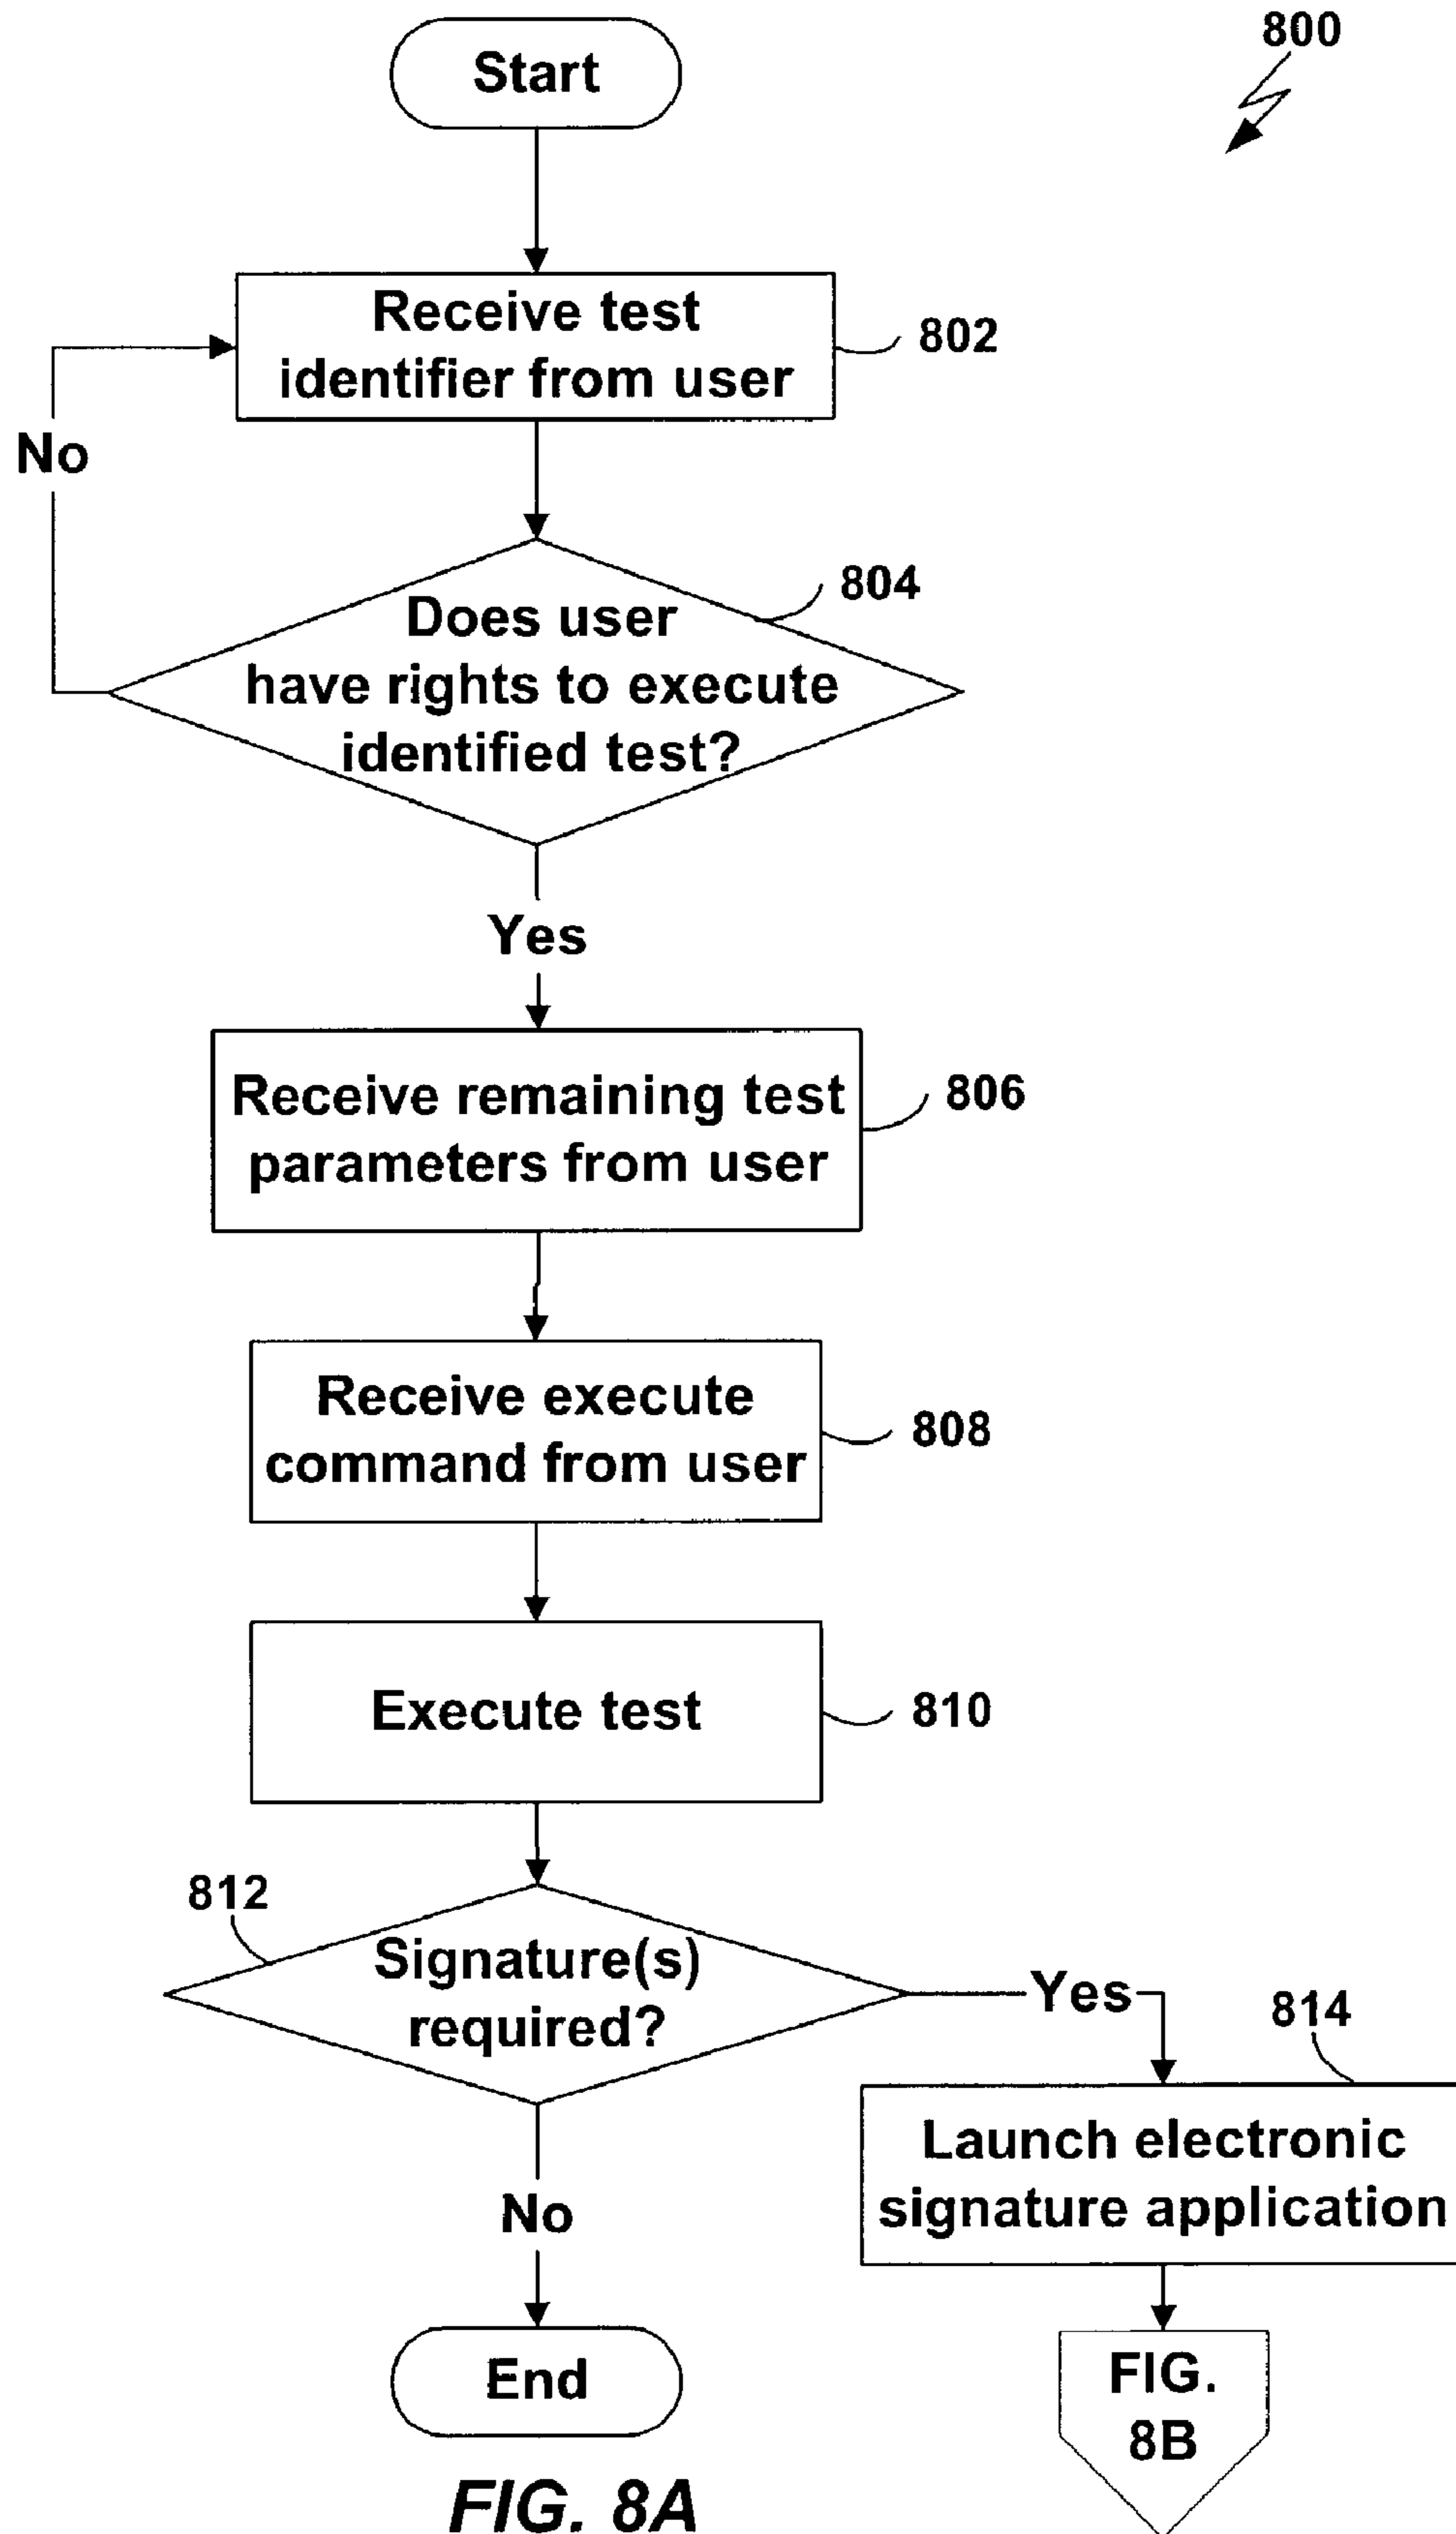 800
Start
Receive test
identifier from user
802
No
804
Does user
have rights to execute
identified test?
Yes
Receive remaining test
parameters from user
806
Receive execute
command from user
808
Execute test
810
812
Signature(s)
required?
Yes
814
Launch electronic
signature application
No
End
FIG.
8B
FIG. 8A